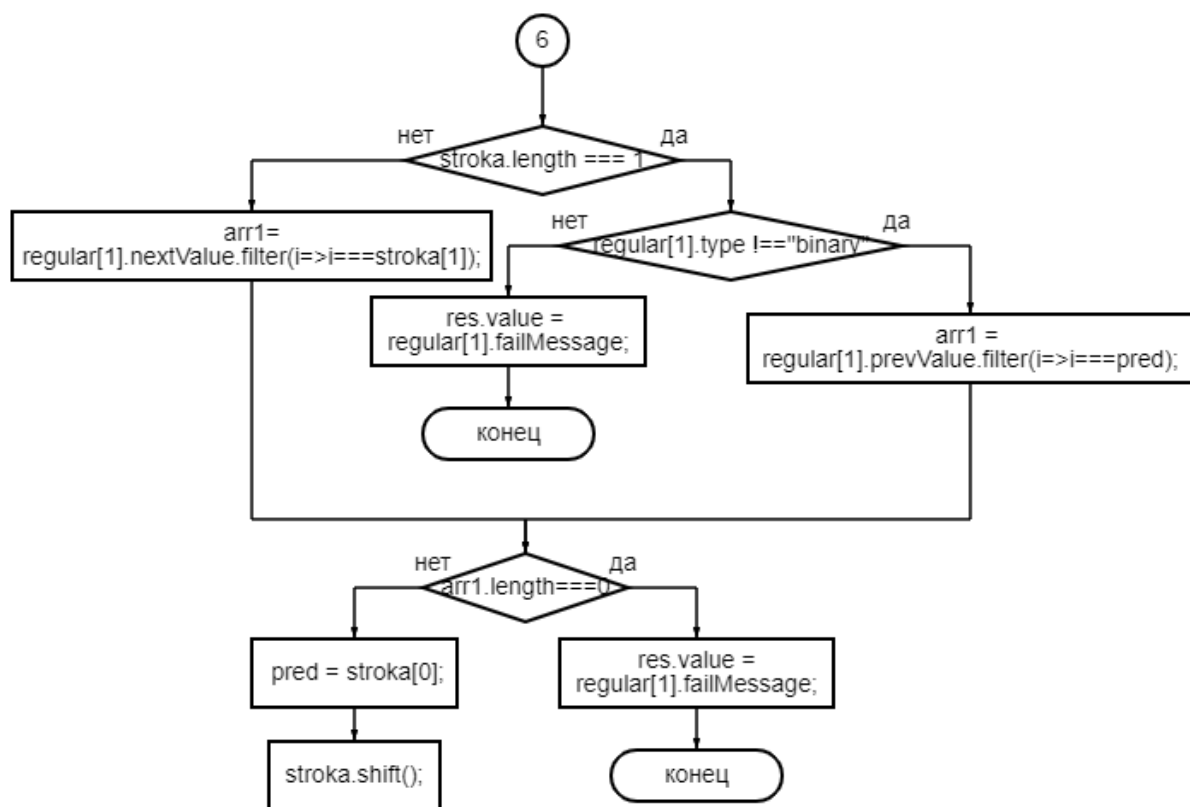 6
нет
да
stroka.length === 1
arr1=
regular[1].nextValue.filter(i=>i===stroka[1]);
нет
да
regular[1].type !=="binary"
res.value =
regular[1].failMessage;
arr1 =
regular[1].prevValue.filter(i=>i===pred);
конец
нет
да
arr1.length===0
pred = stroka[0];
res.value =
regular[1].failMessage;
stroka.shift();
конец